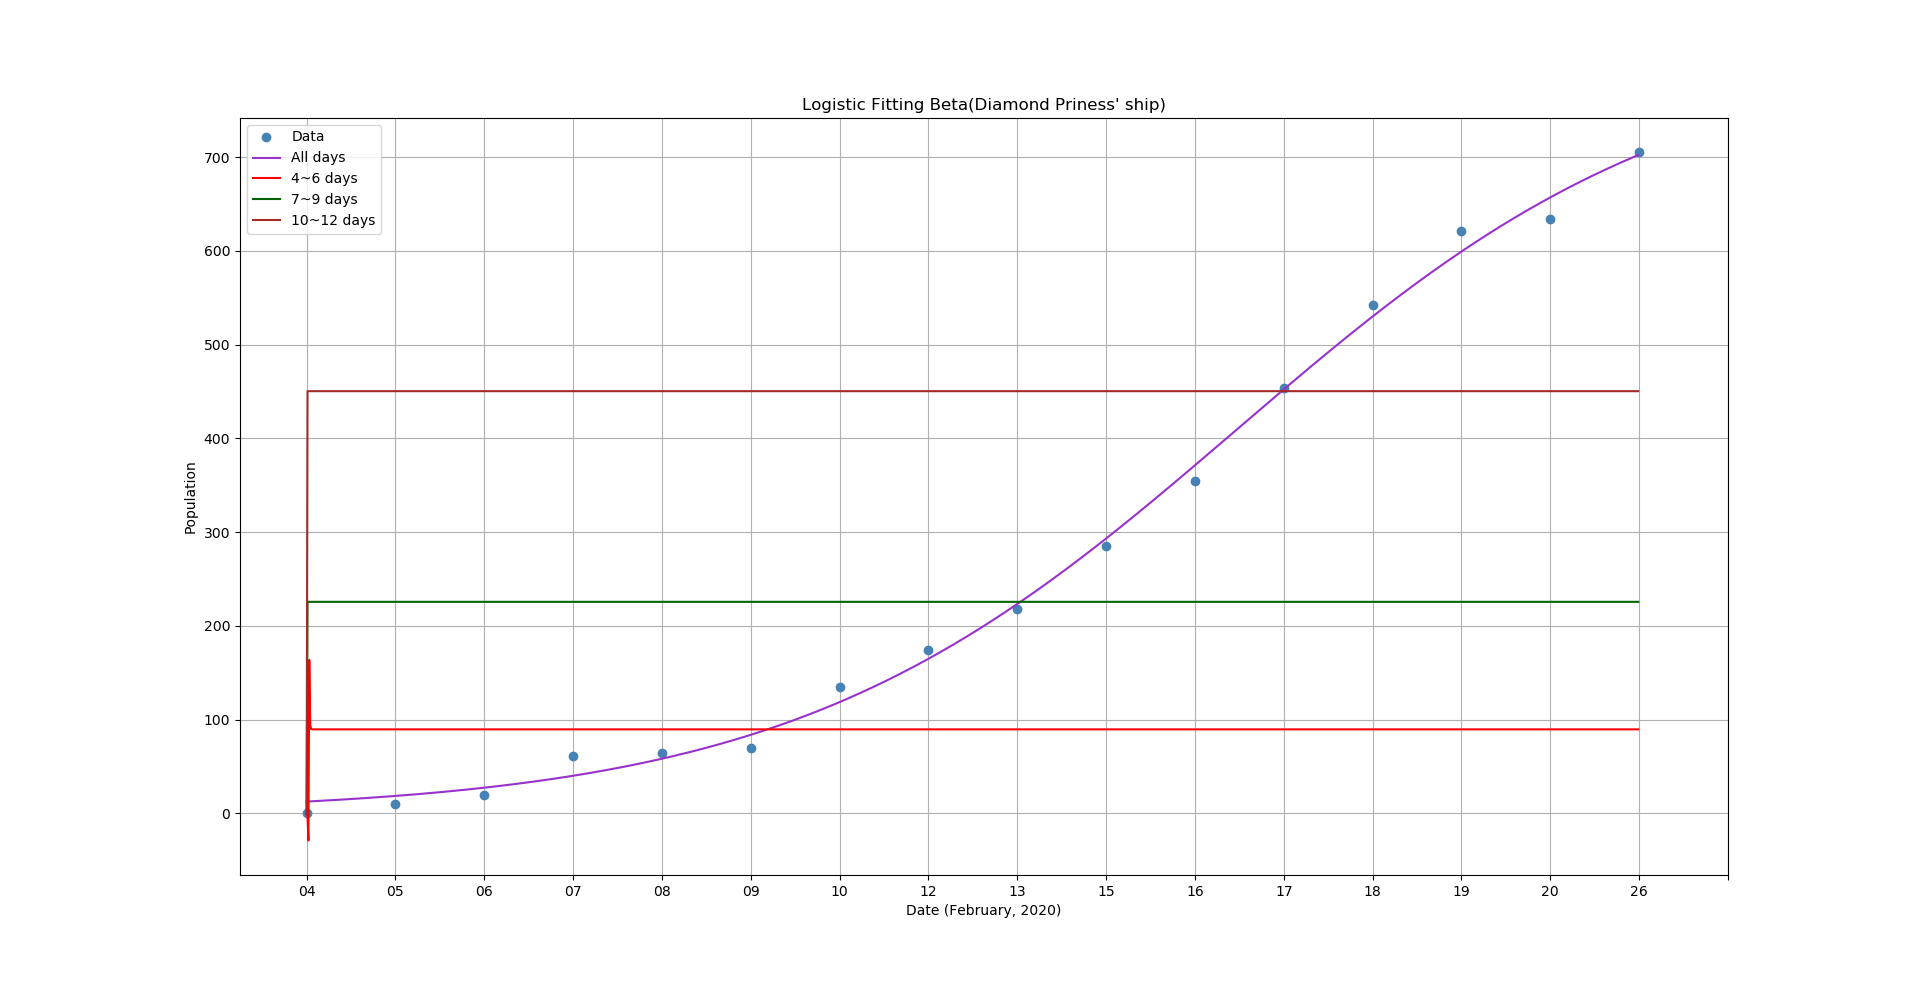 Logistic Fitting Beta(Diamond Priness' ship)
Data
All days
4~6 days
7~9 days
10~12 days
700
600
500
400
300
200
100
0
Population
04 05 06 07 08 09 10 12 13 15 16 17 18 19 20 26
Date (February, 2020)